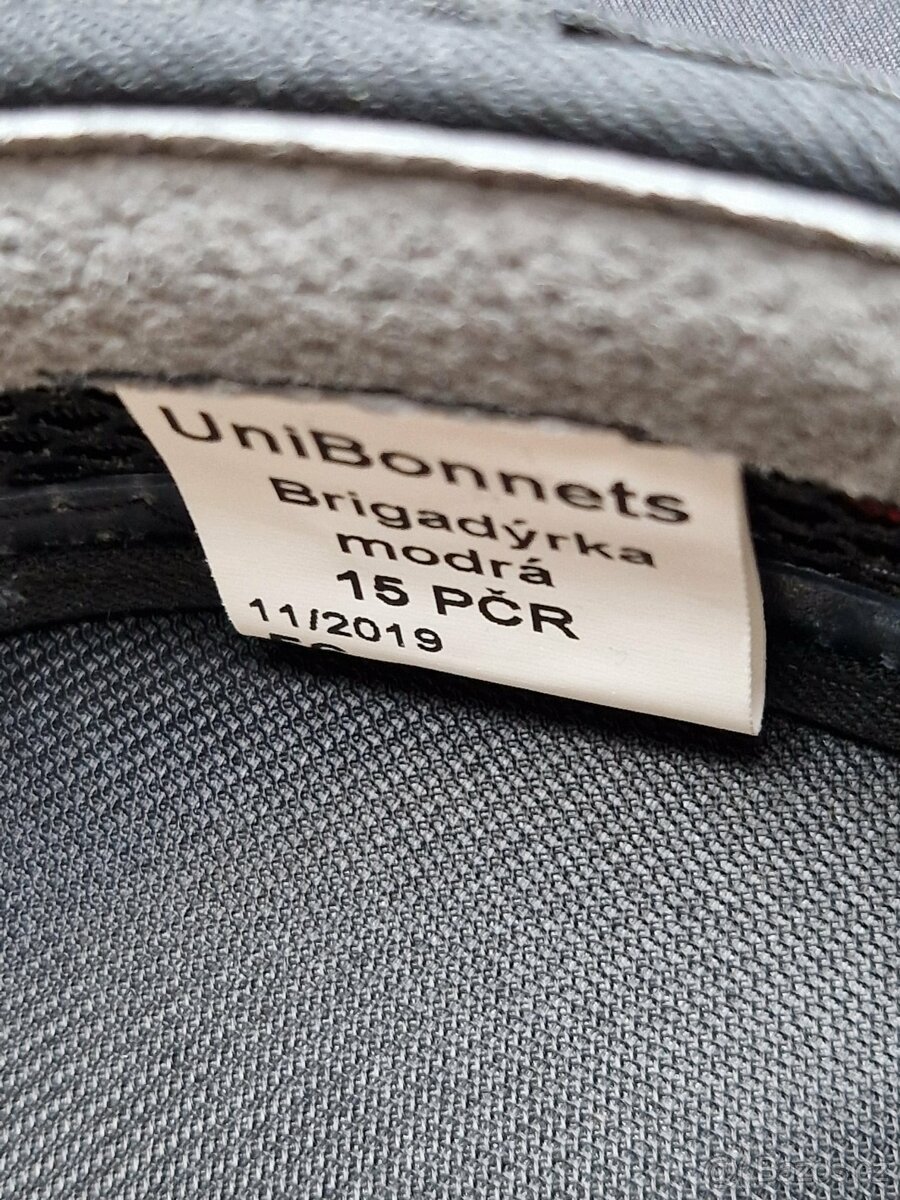 UniBonnets
Brigadýrka
modrá
15 PČR
11/2019